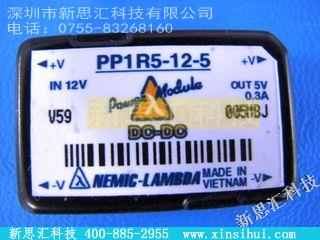 深圳市新思汇科技有限公司
电话：0755-83268160
+V PP1R5-12-5 +V
IN 12V OUT 5V
0.3A
Power Module
V59 005MBJ
DC-DC
-V NEMIC-LAMBDA MADE IN VIETNAM -V
新思汇科技
新思汇科技 400-885-2955 www.xinsihui.com